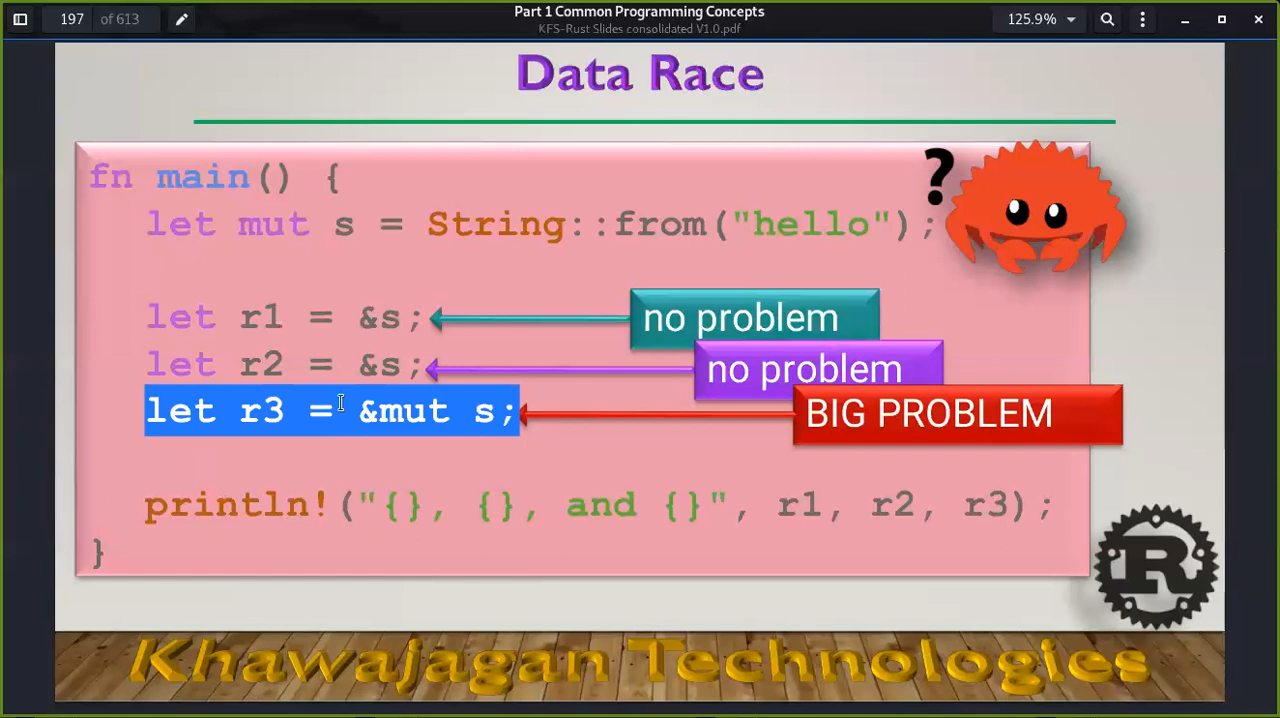 197 of 613
Part 1 Common Programming Concepts
KFS-Rust Slides consolidated V1.0.pdf
125.9%
Data Race
fn main() {
let mut s = String::from("hello");
?
let r1 = &s;
no problem
let r2 = &s;
no problem
let r3 = &mut s;
BIG PROBLEM
println!("{}, {}, and {}", r1, r2, r3);
}
R
Khawajagan Technologies